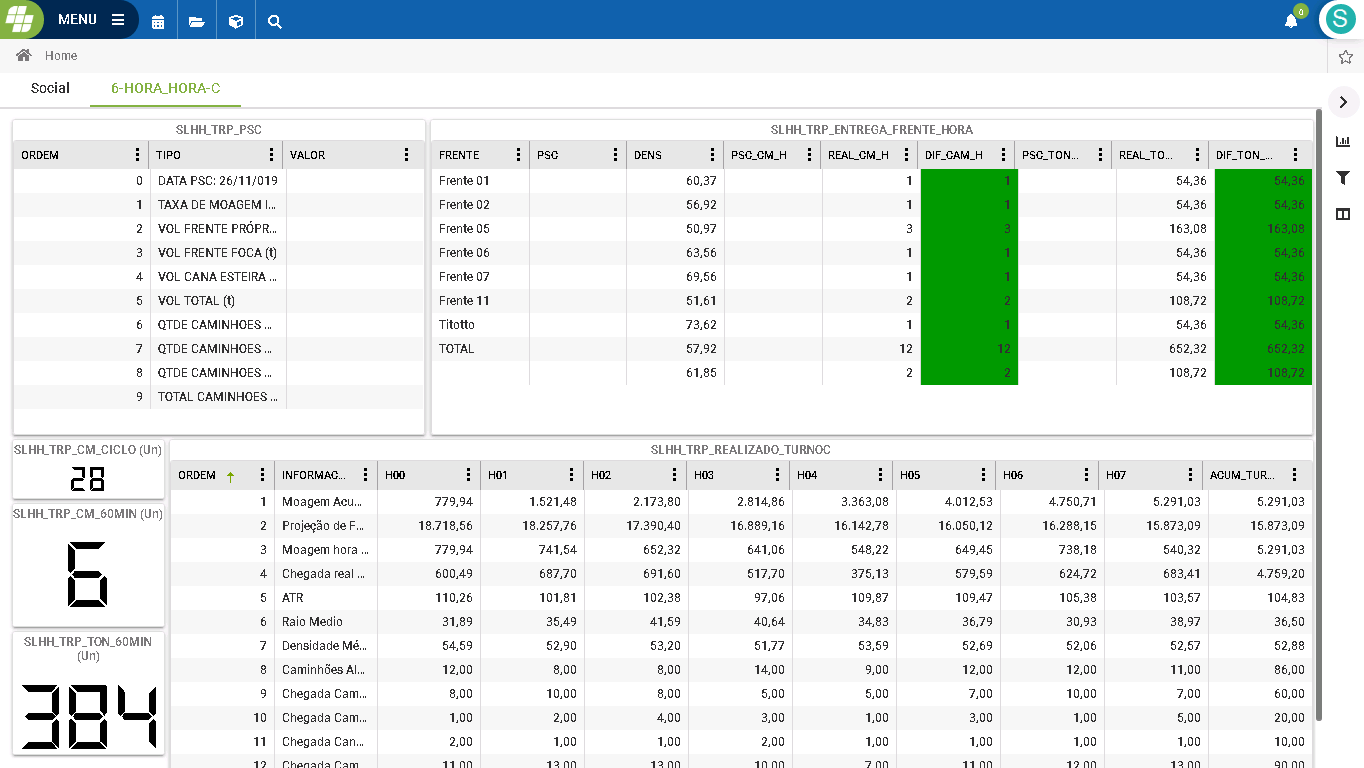 MENU
0
S
Home
Social 6-HORA_HORA-C
SLHH_TRP_PSC
ORDEM TIPO VALOR
0 DATA PSC: 26/11/019
1 TAXA DE MOAGEM I...
2 VOL FRENTE PRÓPR...
3 VOL FRENTE FOCA (t)
4 VOL CANA ESTEIRA ...
5 VOL TOTAL (t)
6 QTDE CAMINHOES ...
7 QTDE CAMINHOES ...
8 QTDE CAMINHOES ...
9 TOTAL CAMINHOES ...
SLHH_TRP_ENTREGA_FRENTE_HORA
FRENTE PSC DENS PSC_CM_H REAL_CM_H DIF_CAM_H PSC_TON... REAL_TO... DIF_TON_...
Frente 01 60,37 1 1 54,36 54,36
Frente 02 56,92 1 1 54,36 54,36
Frente 05 50,97 3 3 163,08 163,08
Frente 06 63,56 1 1 54,36 54,36
Frente 07 69,56 1 1 54,36 54,36
Frente 11 51,61 2 2 108,72 108,72
Titotto 73,62 1 1 54,36 54,36
TOTAL 57,92 12 12 652,32 652,32
61,85 2 2 108,72 108,72
SLHH_TRP_CM_CICLO (Un)
28
SLHH_TRP_CM_60MIN (Un)
6
SLHH_TRP_TON_60MIN
(Un)
384
SLHH_TRP_REALIZADO_TURNOC
ORDEM INFORMAC... H00 H01 H02 H03 H04 H05 H06 H07 ACUM_TUR...
1 Moagem Acu... 779,94 1.521,48 2.173,80 2.814,86 3.363,08 4.012,53 4.750,71 5.291,03 5.291,03
2 Projeção de F... 18.718,56 18.257,76 17.390,40 16.889,16 16.142,78 16.050,12 16.288,15 15.873,09 15.873,09
3 Moagem hora ... 779,94 741,54 652,32 641,06 548,22 649,45 738,18 540,32 5.291,03
4 Chegada real ... 600,49 687,70 691,60 517,70 375,13 579,59 624,72 683,41 4.759,20
5 ATR 110,26 101,81 102,38 97,06 109,87 109,47 105,38 103,57 104,83
6 Raio Medio 31,89 35,49 41,59 40,64 34,83 36,79 30,93 38,97 36,50
7 Densidade Mé... 54,59 52,90 53,20 51,77 53,59 52,69 52,06 52,57 52,88
8 Caminhões Al... 12,00 8,00 8,00 14,00 9,00 12,00 12,00 11,00 86,00
9 Chegada Cam... 8,00 10,00 8,00 5,00 5,00 7,00 10,00 7,00 60,00
10 Chegada Cam... 1,00 2,00 4,00 3,00 1,00 3,00 1,00 5,00 20,00
11 Chegada Can... 2,00 1,00 1,00 2,00 1,00 1,00 1,00 1,00 10,00
12 Chegada Cam... 11,00 13,00 13,00 10,00 7,00 11,00 12,00 13,00 90,00